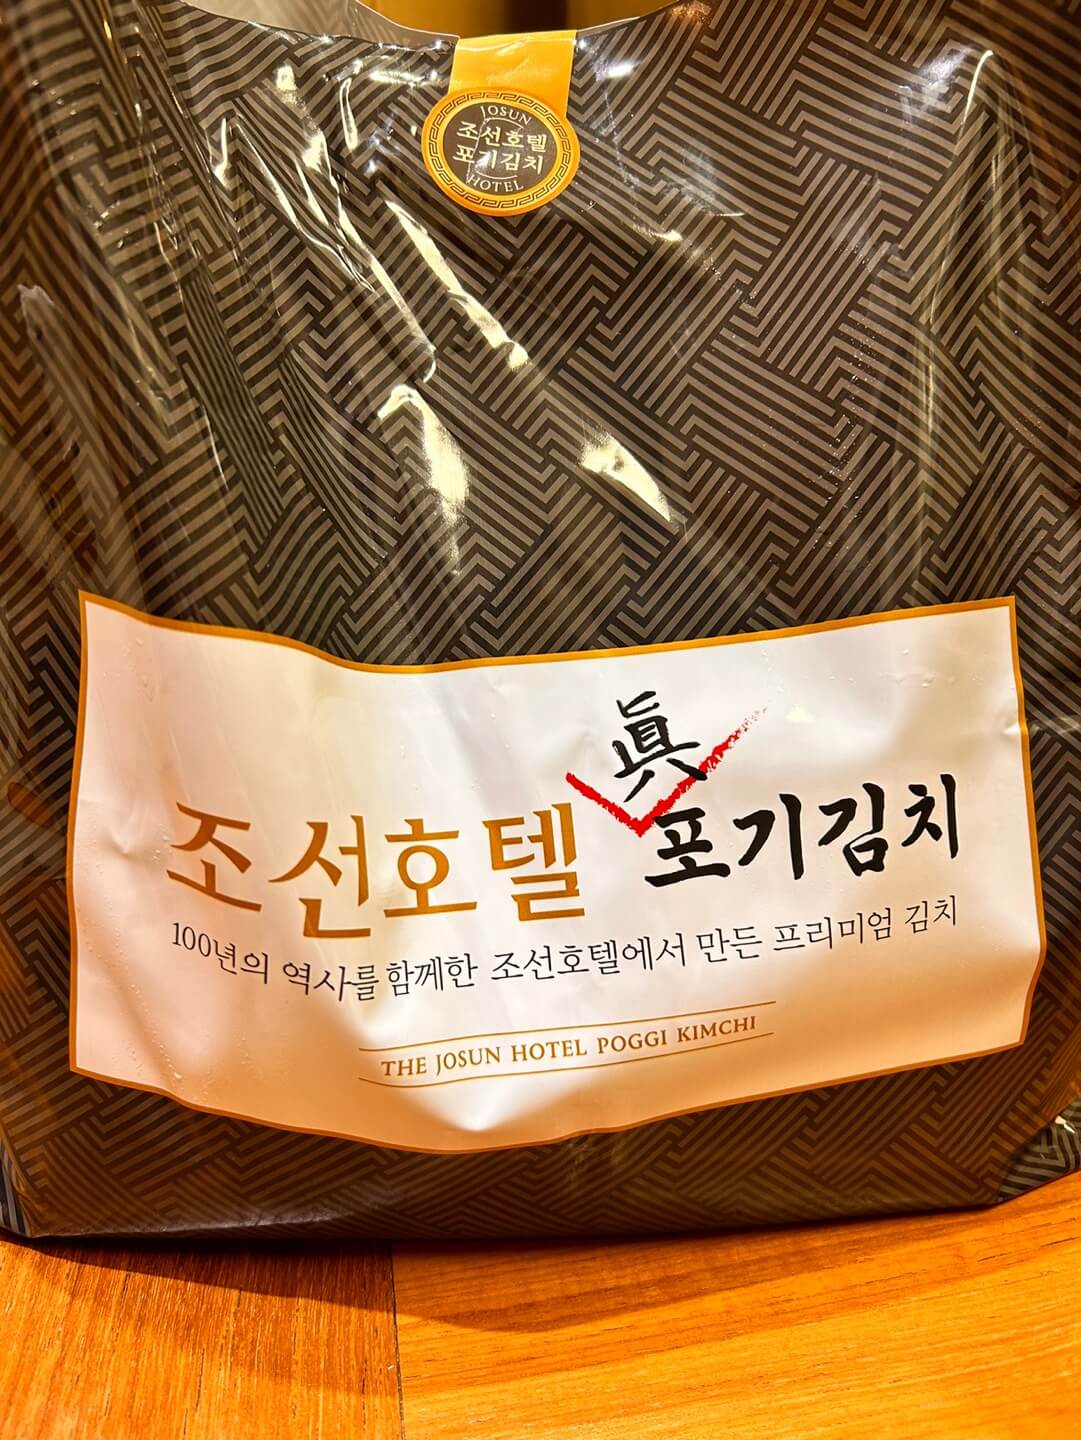 JOSUN
조선호텔
포기김치
HOTEL
眞
조선호텔 포기김치
100년의 역사를 함께한 조선호텔에서 만든 프리미엄 김치
THE JOSUN HOTEL POGGI KIMCHI